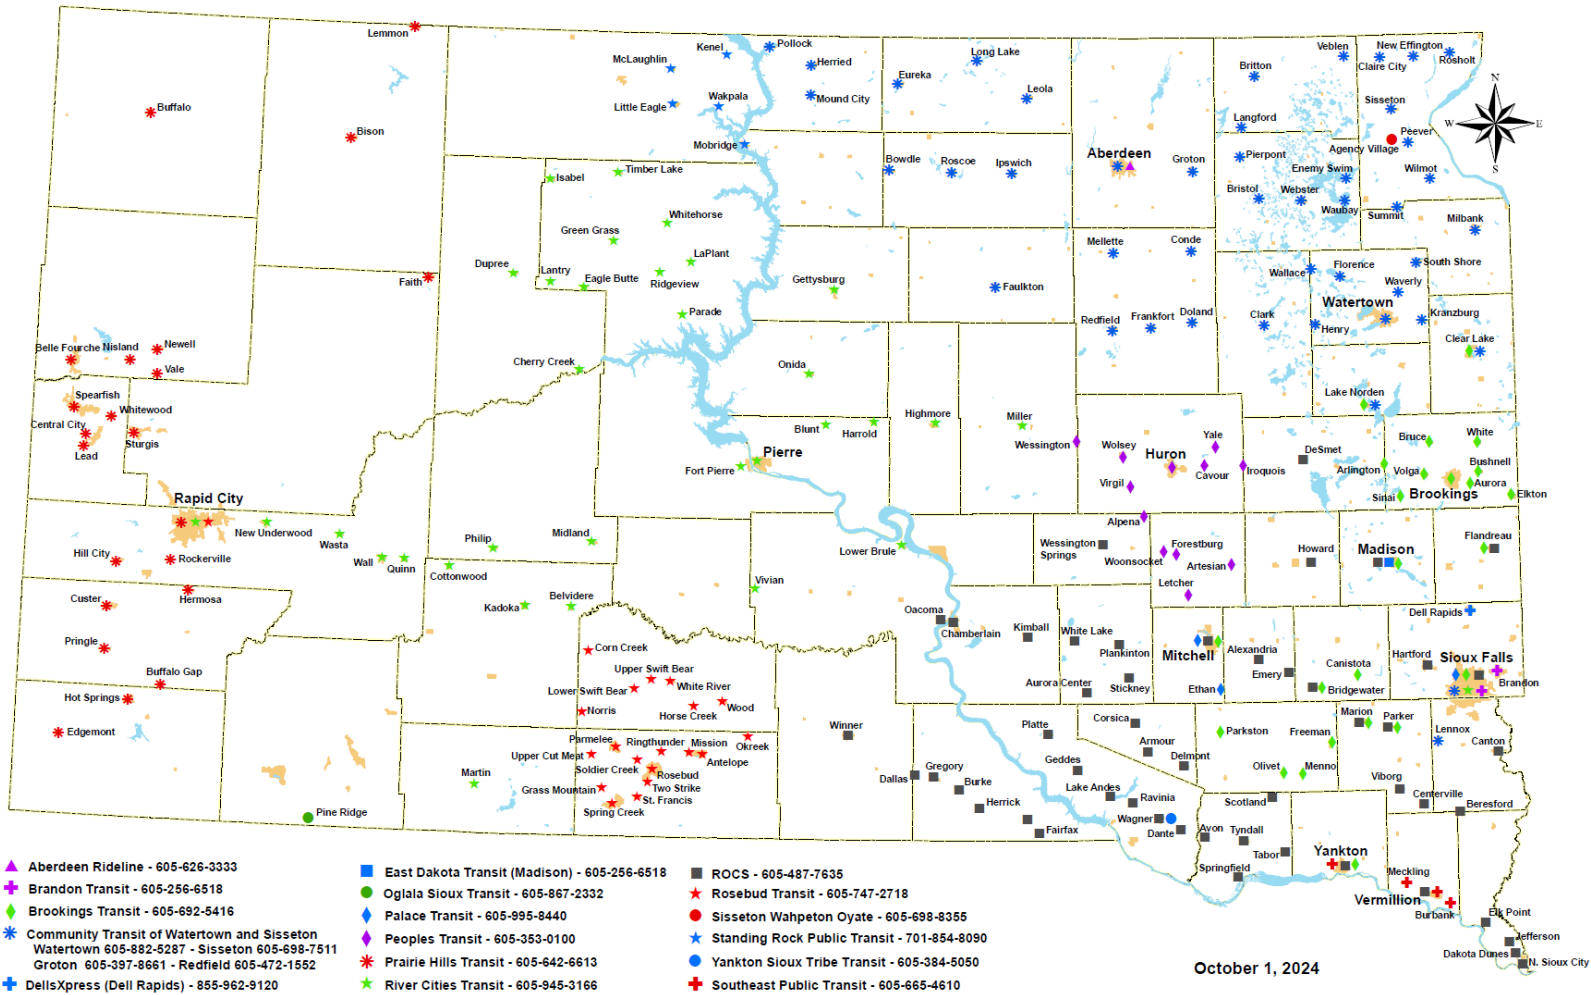 Lemmon
Kenel
Pollock
McLaughlin
Herried
Long Lake
Eureka
Veblen
New Effington
Claire City
Rosholt
Britton
Buffalo
Bison
Little Eagle
Wakpala
Mound City
Leola
Sisseton
Langford
N
W
E
S
Mobridge
Peever
Agency Village
Aberdeen
Bowdle
Roscoe
Ipswich
Groton
Pierpont
Enemy Swim
Wilmot
Isabel
Timber Lake
Bristol
Webster
Waubay
Summit
Milbank
Whitehorse
Green Grass
Mellette
Conde
LaPlant
Dupree
Lantry
Eagle Butte
Ridgeview
Gettysburg
Faulkton
Faith
Wallace
Florence
South Shore
Waverly
Watertown
Parade
Redfield
Frankfort
Doland
Clark
Henry
Kranzburg
Belle Fourche
Nisland
Newell
Vale
Clear Lake
Cherry Creek
Onida
Spearfish
Whitewood
Central City
Sturgis
Lead
Lake Norden
Blunt
Harrold
Highmore
Miller
Wessington
Wolsey
Yale
Huron
Virgil
Cavour
Iroquois
DeSmet
Bruce
White
Arlington
Volga
Bushnell
Aurora
Sinai
Brookings
Elkton
Pierre
Fort Pierre
Rapid City
New Underwood
Wasta
Wall
Quinn
Philip
Midland
Cottonwood
Hill City
Rockerville
Lower Brule
Alpena
Wessington
Springs
Woonsocket
Forestburg
Artesian
Letcher
Howard
Madison
Flandreau
Custer
Hermosa
Kadoka
Belvidere
Vivian
Oacoma
Chamberlain
Kimball
White Lake
Plankinton
Mitchell
Alexandria
Emery
Dell Rapids
Pringle
Buffalo Gap
Corn Creek
Upper Swift Bear
Lower Swift Bear
White River
Norris
Horse Creek
Wood
Aurora Center
Stickney
Ethan
Canistota
Bridgewater
Hartford
Sioux Falls
Brandon
Hot Springs
Edgemont
Parmelee
Ringthunder
Mission
Okreek
Upper Cut Meat
Antelope
Soldier Creek
Rosebud
Grass Mountain
Two Strike
St. Francis
Spring Creek
Winner
Platte
Corsica
Armour
Delmont
Parkston
Freeman
Marion
Parker
Lennox
Canton
Martin
Pine Ridge
Dallas
Gregory
Burke
Herrick
Fairfax
Geddes
Lake Andes
Ravinia
Wagner
Dante
Olivet
Menno
Viborg
Centerville
Beresford
Scotland
Avon
Tyndall
Tabor
Springfield
Yankton
Meckling
Vermillion
Burbank
Elk Point
Jefferson
Dakota Dunes
N. Sioux City
Aberdeen Rideline - 605-626-3333
Brandon Transit - 605-256-6518
Brookings Transit - 605-692-5416
Community Transit of Watertown and Sisseton
Watertown 605-882-5287 - Sisseton 605-698-7511
Groton 605-397-8661 - Redfield 605-472-1552
DellsXpress (Dell Rapids) - 855-962-9120
East Dakota Transit (Madison) - 605-256-6518
Oglala Sioux Transit - 605-867-2332
Palace Transit - 605-995-8440
Peoples Transit - 605-353-0100
Prairie Hills Transit - 605-642-6613
River Cities Transit - 605-945-3166
ROCS - 605-487-7635
Rosebud Transit - 605-747-2718
Sisseton Wahpeton Oyate - 605-698-8355
Standing Rock Public Transit - 701-854-8090
Yankton Sioux Tribe Transit - 605-384-5050
Southeast Public Transit - 605-665-4610
October 1, 2024